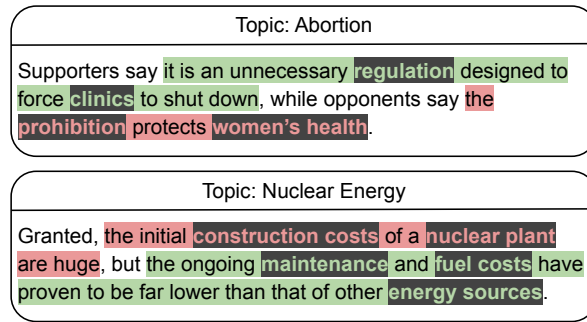 Topic: Abortion
Supporters say it is an unnecessary regulation designed to
force clinics to shut down, while opponents say the
prohibition protects women’s health.
Topic: Nuclear Energy
Granted, the initial construction costs of a nuclear plant
are huge, but the ongoing maintenance and fuel costs have
proven to be far lower than that of other energy sources.